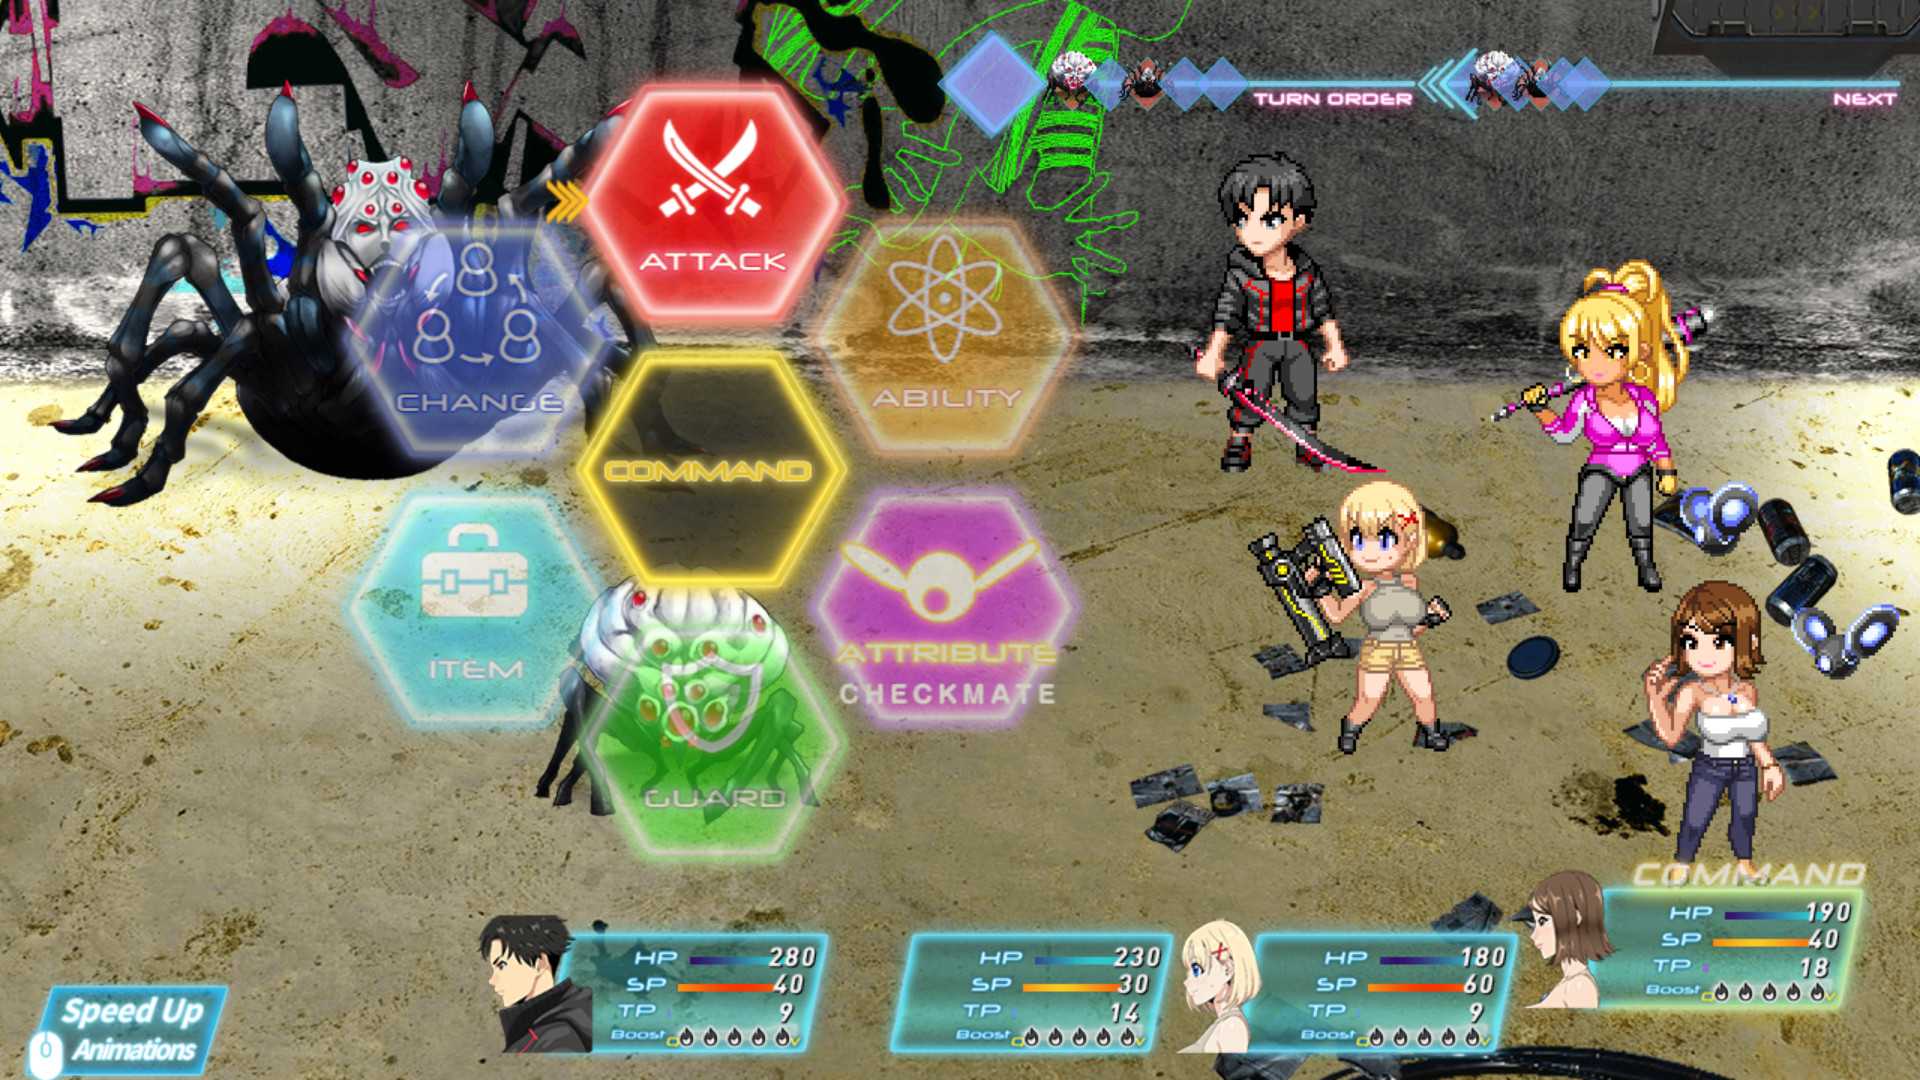 TURN ORDER
NEXT
ATTACK
CHANGE
ABILITY
COMMAND
ITEM
ATTRIBUTE
CHECKMATE
GUARD
COMMAND
HP 280
SP 40
TP 9
Boost
HP 230
SP 30
TP 14
Boost
HP 180
SP 60
TP 9
Boost
HP 190
SP 40
TP 18
Boost
Speed Up
Animations